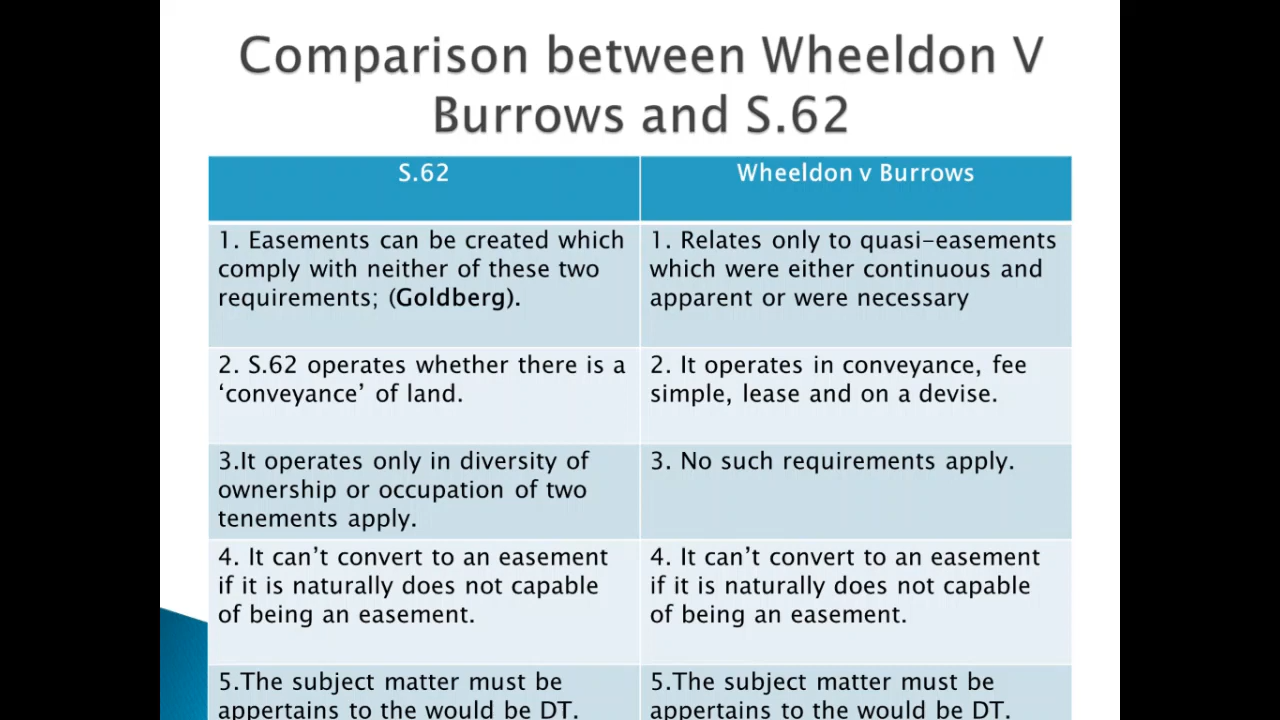 Comparison between Wheeldon V
Burrows and S.62
S.62
Wheeldon v Burrows
1. Easements can be created which
comply with neither of these two
requirements; (Goldberg).
1. Relates only to quasi-easements
which were either continuous and
apparent or were necessary
2. S.62 operates whether there is a
‘conveyance’ of land.
2. It operates in conveyance, fee
simple, lease and on a devise.
3.It operates only in diversity of
ownership or occupation of two
tenements apply.
3. No such requirements apply.
4. It can’t convert to an easement
if it is naturally does not capable
of being an easement.
4. It can’t convert to an easement
if it is naturally does not capable
of being an easement.
5.The subject matter must be
appertains to the would be DT.
5.The subject matter must be
appertains to the would be DT.